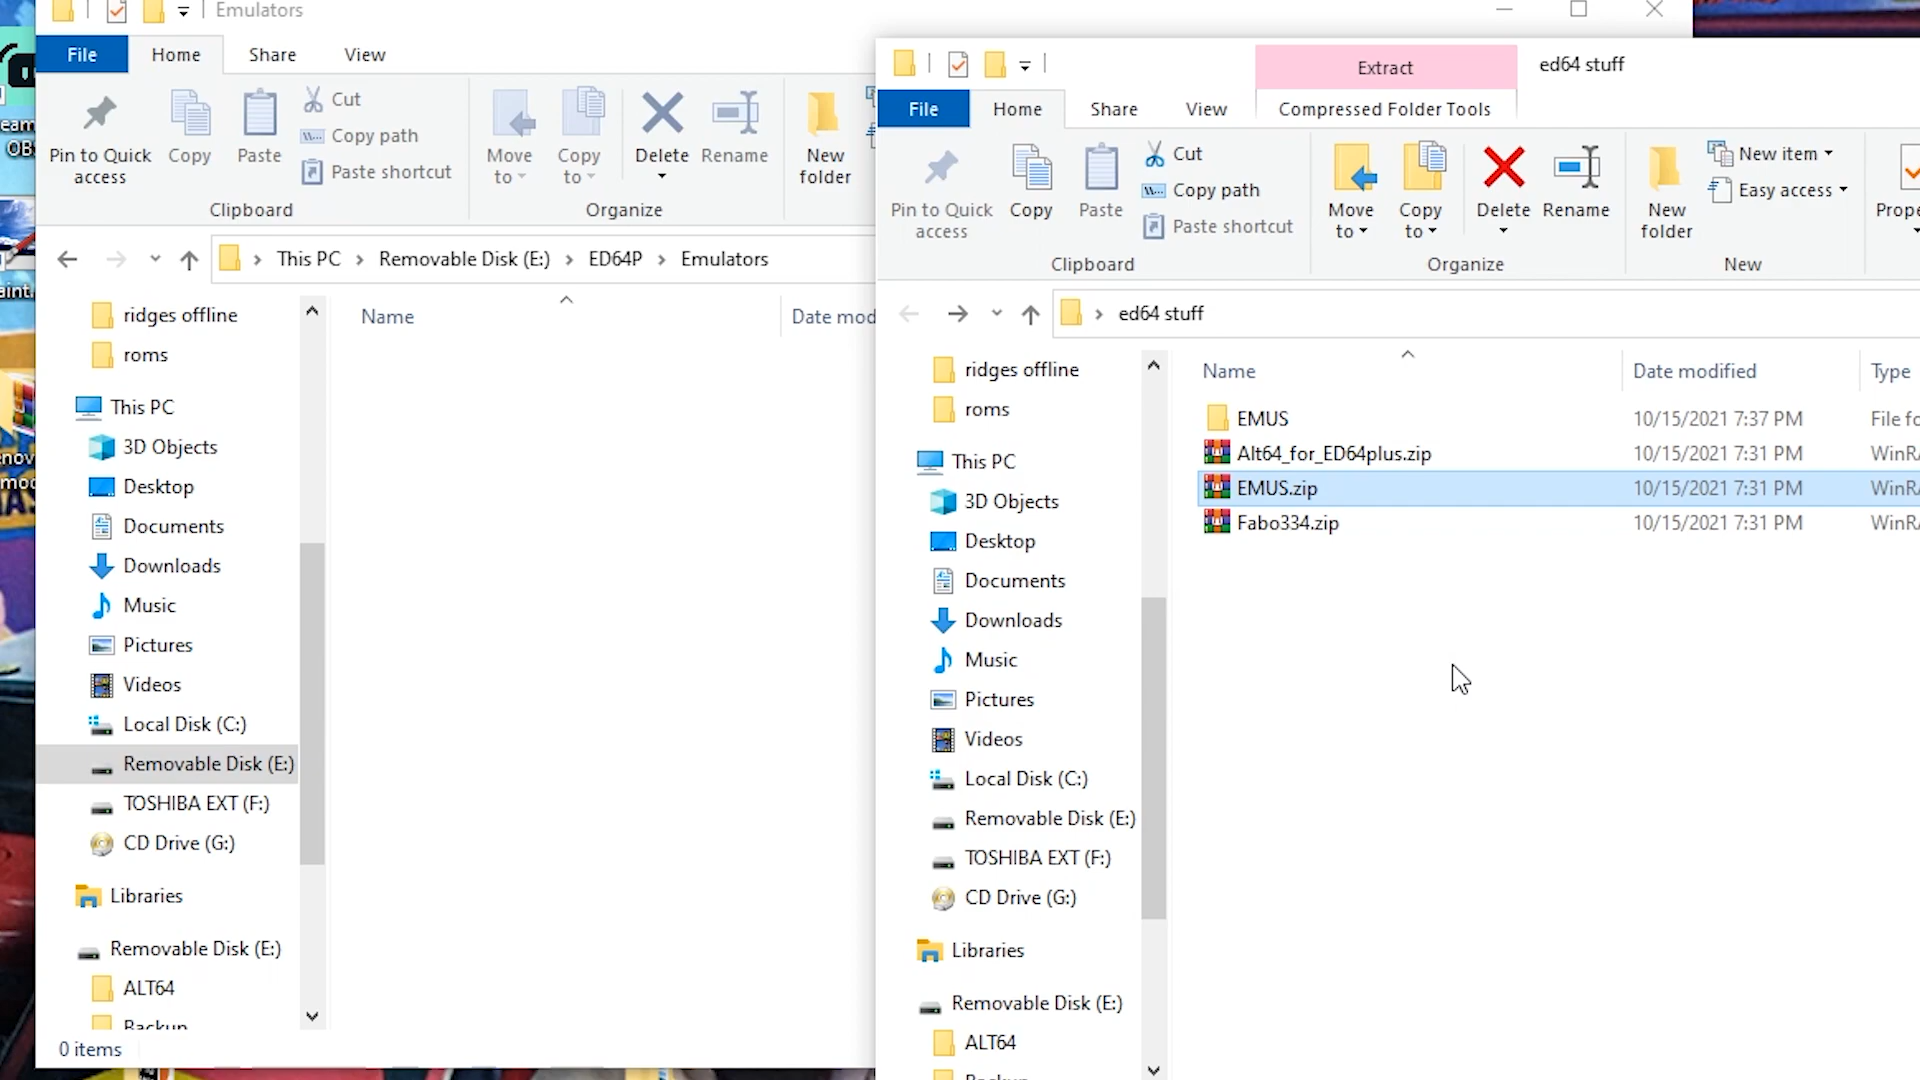 Emulators
File
Home
Share
View
Pin to Quick
access
Copy
Paste
Cut
Copy path
Paste shortcut
Clipboard
Move
to
Copy
to
Delete
Rename
Organize
New
folder
This PC
Removable Disk (E:)
ED64P
Emulators
Name
Date mod
ridges offline
roms
This PC
3D Objects
Desktop
Documents
Downloads
Music
Pictures
Videos
Local Disk (C:)
Removable Disk (E:)
TOSHIBA EXT (F:)
CD Drive (G:)
Libraries
Removable Disk (E:)
ALT64
Backup
0 items
Extract
ed64 stuff
File
Home
Share
View
Compressed Folder Tools
Pin to Quick
access
Copy
Paste
Cut
Copy path
Paste shortcut
Clipboard
Move
to
Copy
to
Delete
Rename
Organize
New
folder
New item
Easy access
New
Prope
ed64 stuff
Name
Date modified
Type
EMUS
10/15/2021 7:37 PM
File fo
Alt64_for_ED64plus.zip
10/15/2021 7:31 PM
WinRA
EMUS.zip
10/15/2021 7:31 PM
WinRA
Fabo334.zip
10/15/2021 7:31 PM
WinRA
ridges offline
roms
This PC
3D Objects
Desktop
Documents
Downloads
Music
Pictures
Videos
Local Disk (C:)
Removable Disk (E:)
TOSHIBA EXT (F:)
CD Drive (G:)
Libraries
Removable Disk (E:)
ALT64
Backup